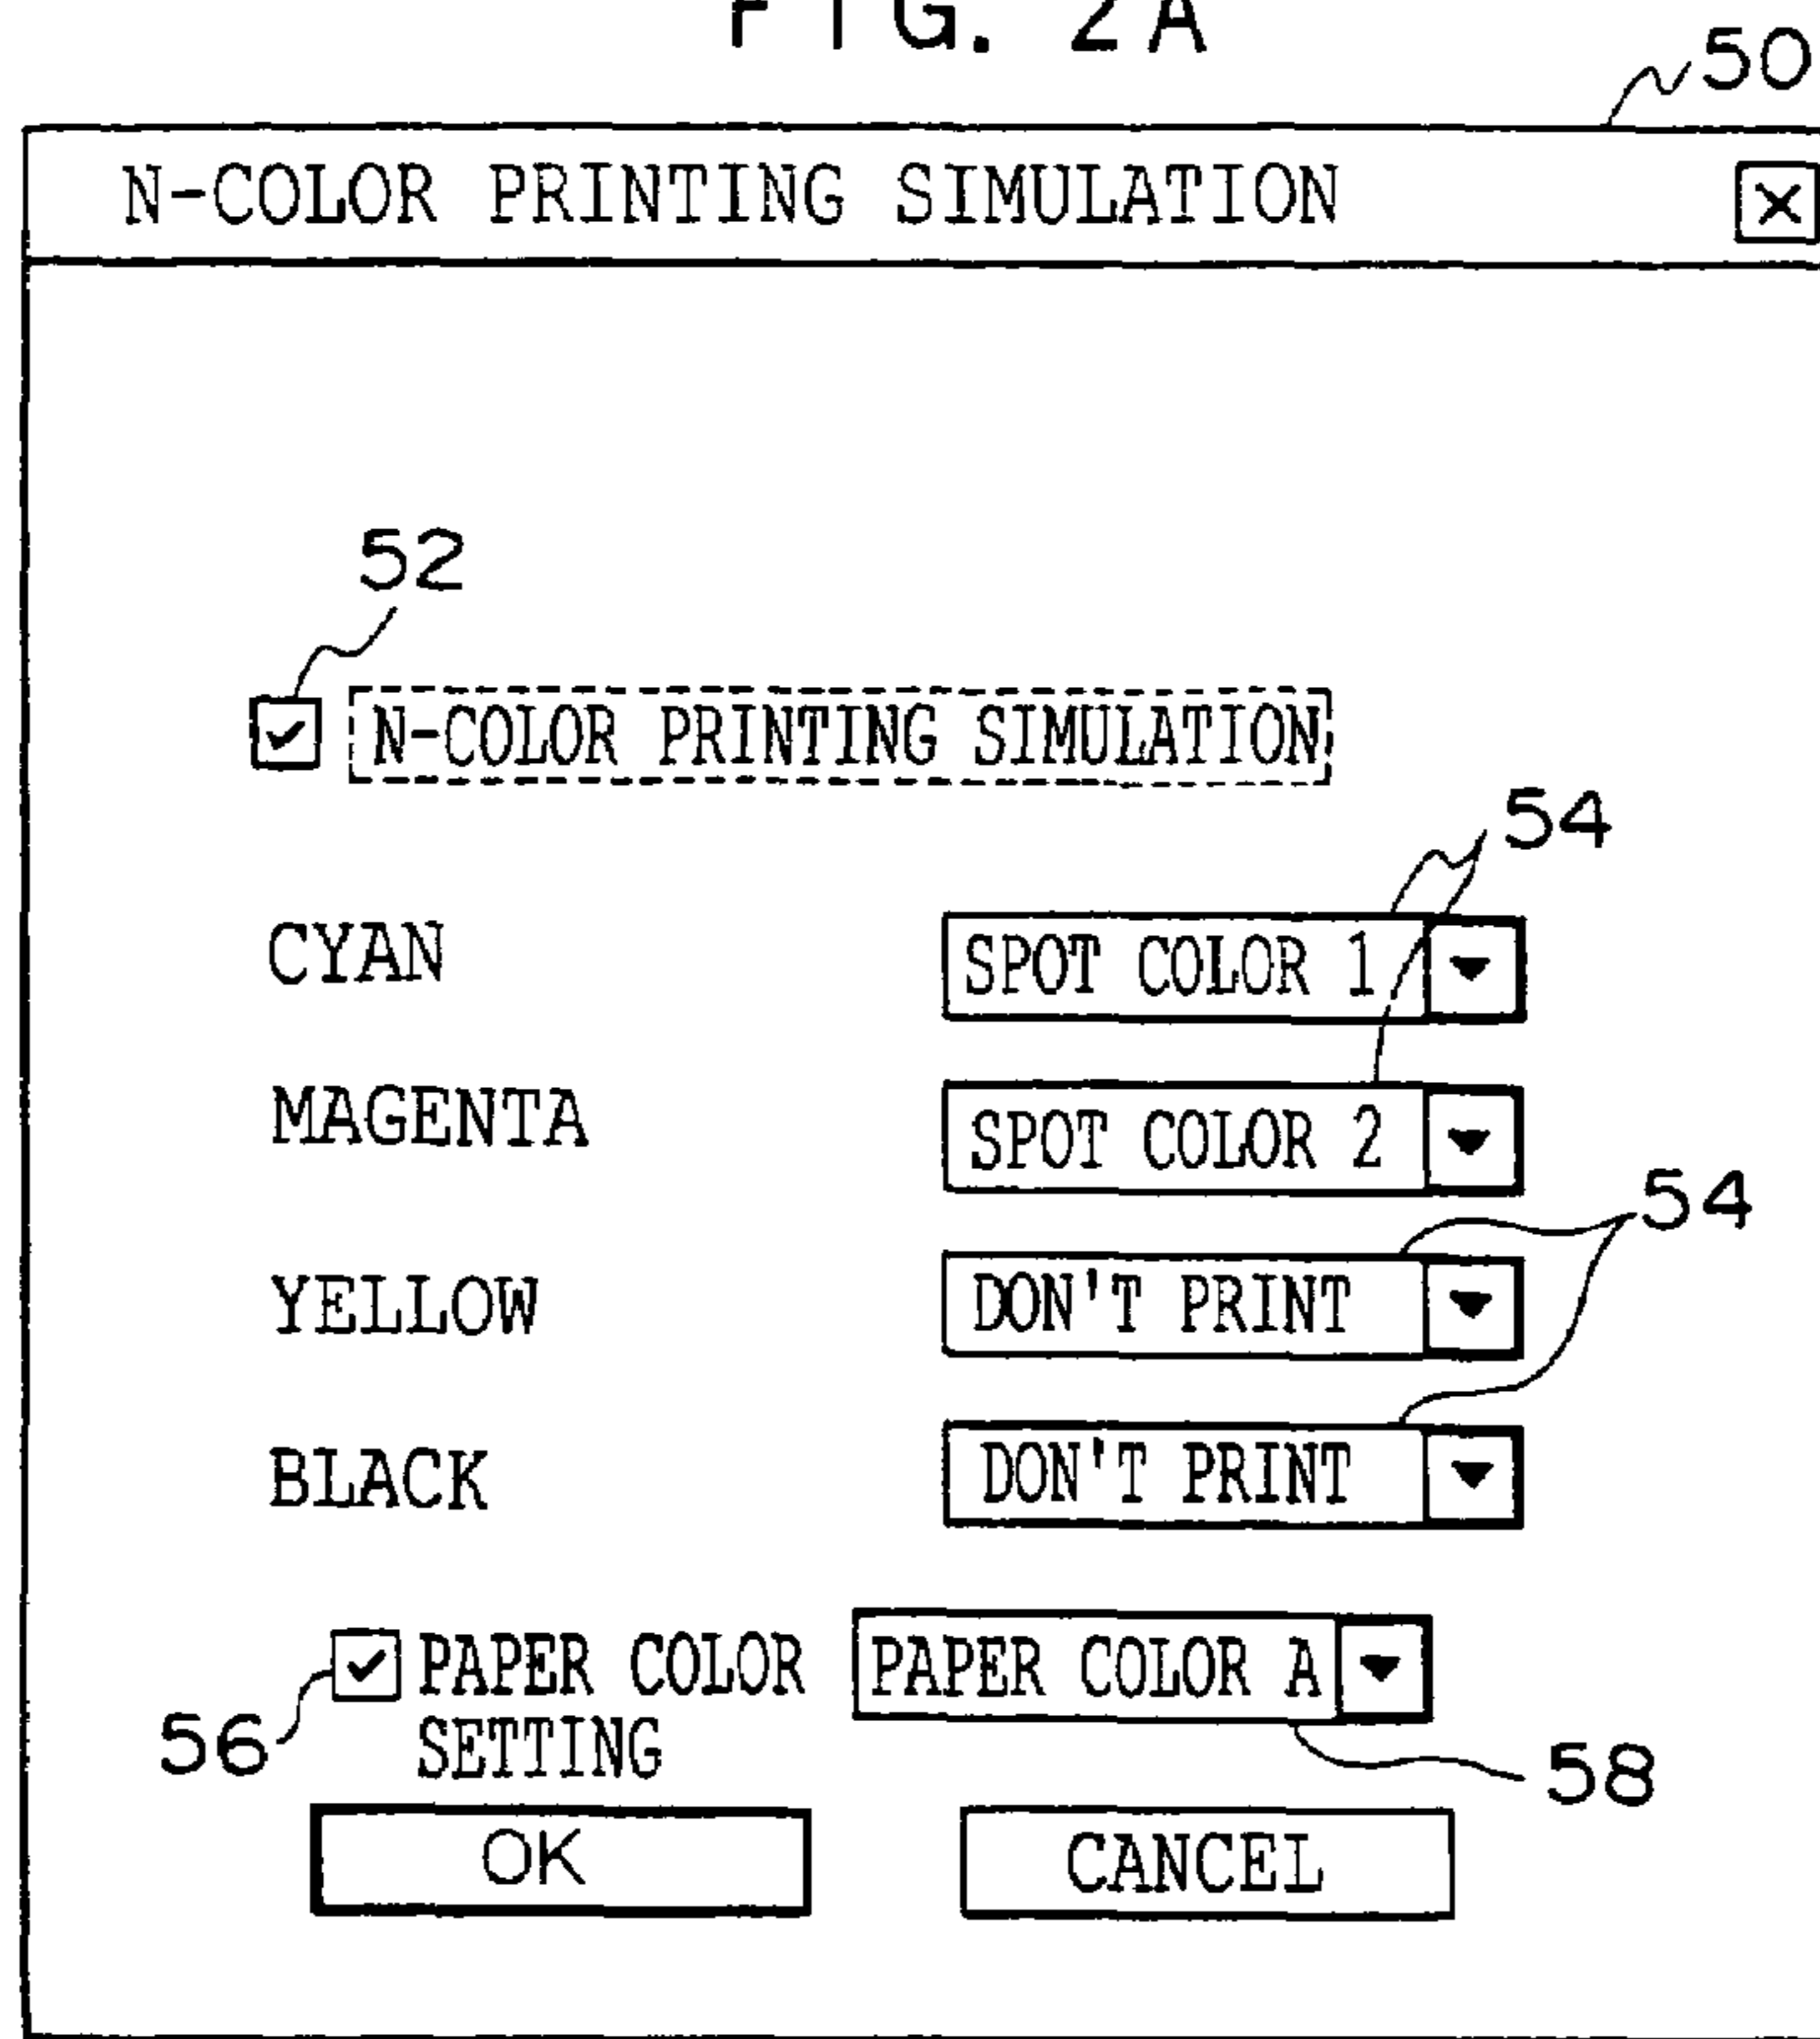 FIG. 2A
50
N-COLOR PRINTING SIMULATION
52
N-COLOR PRINTING SIMULATION
54
CYAN SPOT COLOR 1
MAGENTA SPOT COLOR 2
54
YELLOW DON'T PRINT
BLACK DON'T PRINT
PAPER COLOR PAPER COLOR A
SETTING
56
58
OK CANCEL